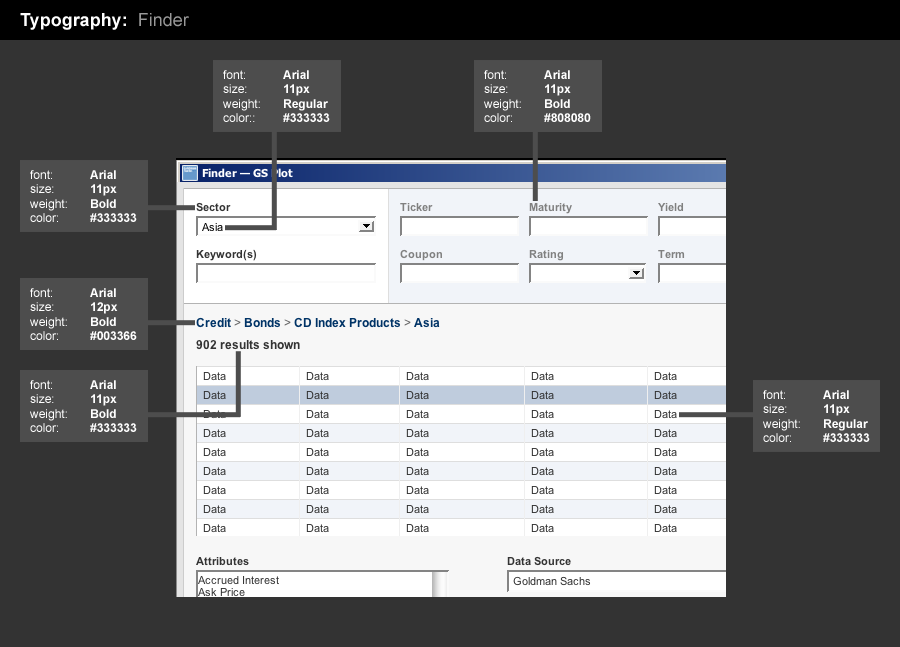 Typography: Finder
font: Arial
size: 11px
weight: Regular
color:: #333333
font: Arial
size: 11px
weight: Bold
color: #808080
font: Arial
size: 11px
weight: Bold
color: #333333
Finder — GS Plot
Sector
Asia
Keyword(s)
Ticker Maturity Yield
Coupon Rating Term
font: Arial
size: 12px
weight: Bold
color: #003366
Credit > Bonds > CD Index Products > Asia
902 results shown
font: Arial
size: 11px
weight: Bold
color: #333333
Data Data Data Data Data
Data Data Data Data Data
Data Data Data Data Data
Data Data Data Data Data
Data Data Data Data Data
Data Data Data Data Data
Data Data Data Data Data
Data Data Data Data Data
Data Data Data Data Data
font: Arial
size: 11px
weight: Regular
color: #333333
Attributes Data Source
Accrued Interest Goldman Sachs
Ask Price